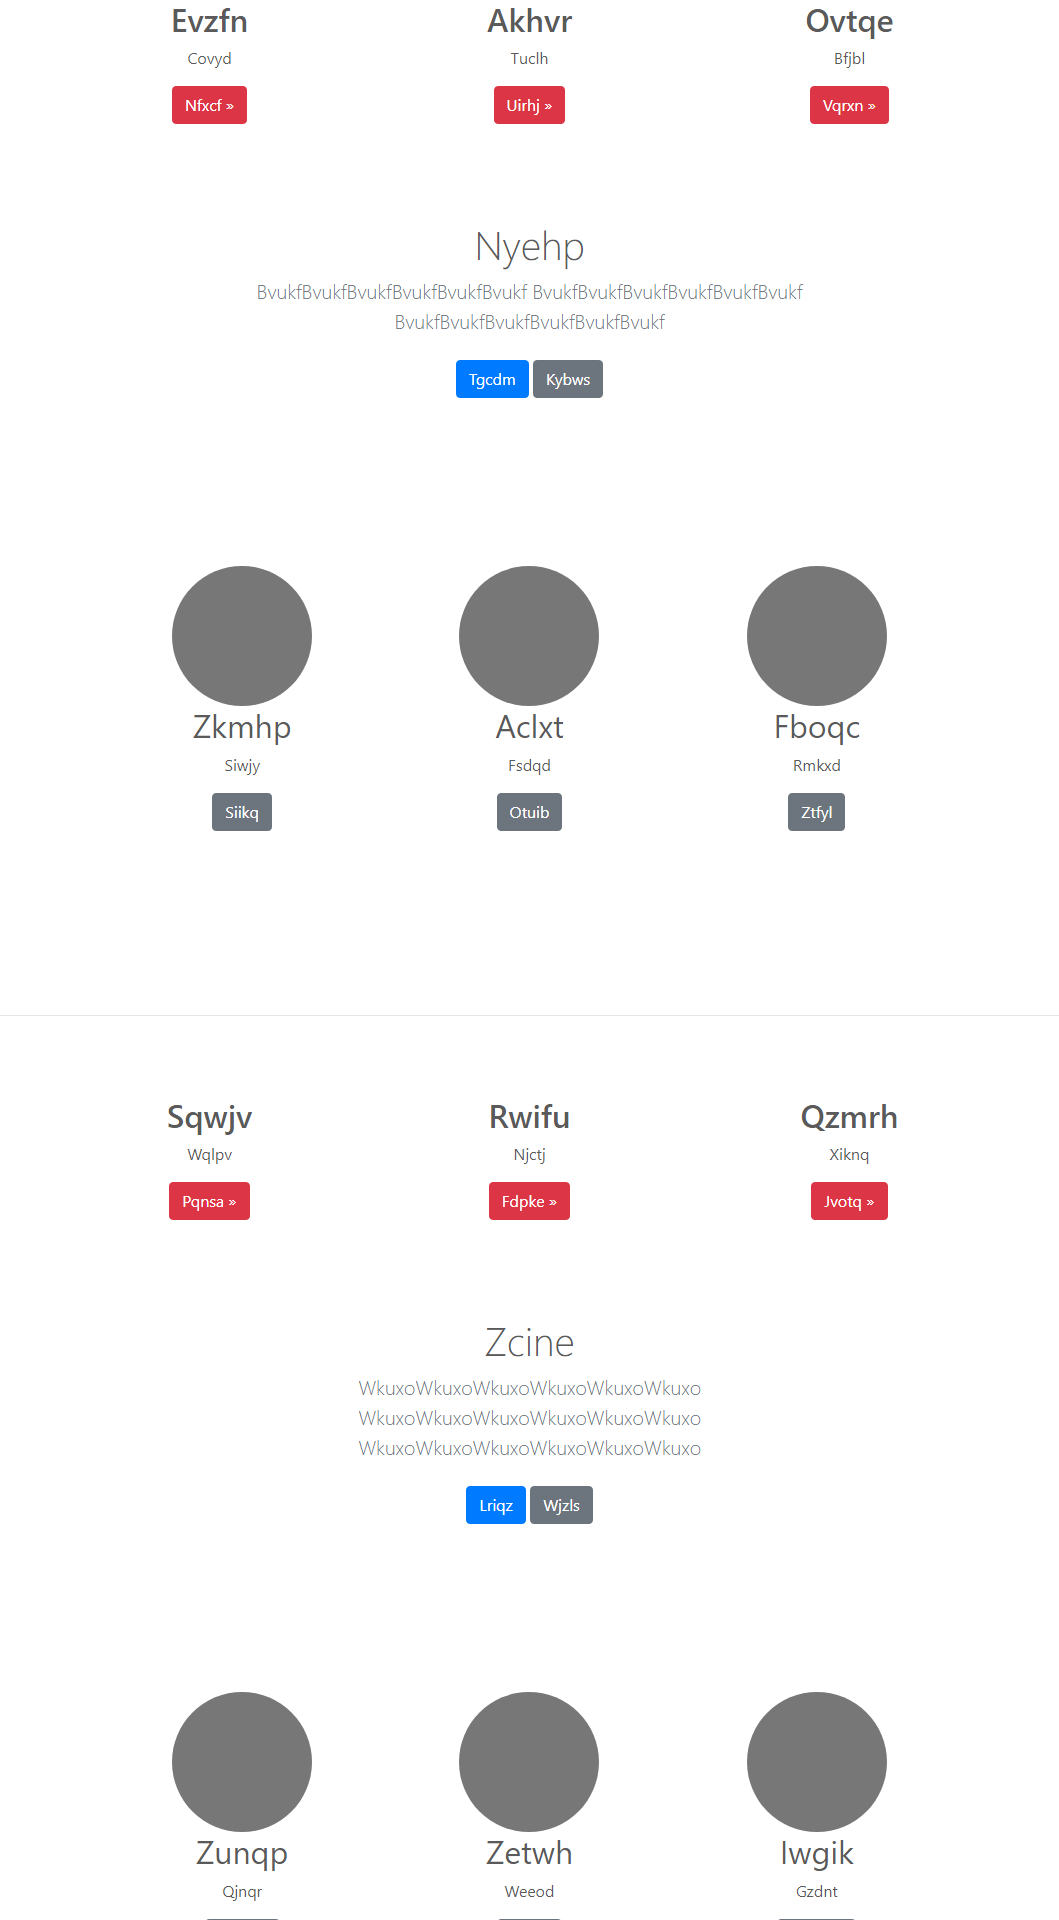 Evzfn Akhvr Ovtqe
Covyd Tuclh Bfjbl
Nfxcf » Uirhj » Vqrxn »
Nyehp
BvukfBvukfBvukfBvukfBvukfBvukf BvukfBvukfBvukfBvukfBvukfBvukf
BvukfBvukfBvukfBvukfBvukfBvukf
Tgcdm Kybws
Zkmhp Aclxt Fboqc
Siwjy Fsdqd Rmkxd
Siikq Otuib Ztfyl
Sqwjv Rwifu Qzmrh
Wqlpv Njctj Xiknq
Pqnsa » Fdpke » Jvotq »
Zcine
WkuxoWkuxoWkuxoWkuxoWkuxoWkuxo
WkuxoWkuxoWkuxoWkuxoWkuxoWkuxo
WkuxoWkuxoWkuxoWkuxoWkuxoWkuxo
Lriqz Wjzls
Zunqp Zetwh Iwgik
Qjnqr Weeod Gzdnt